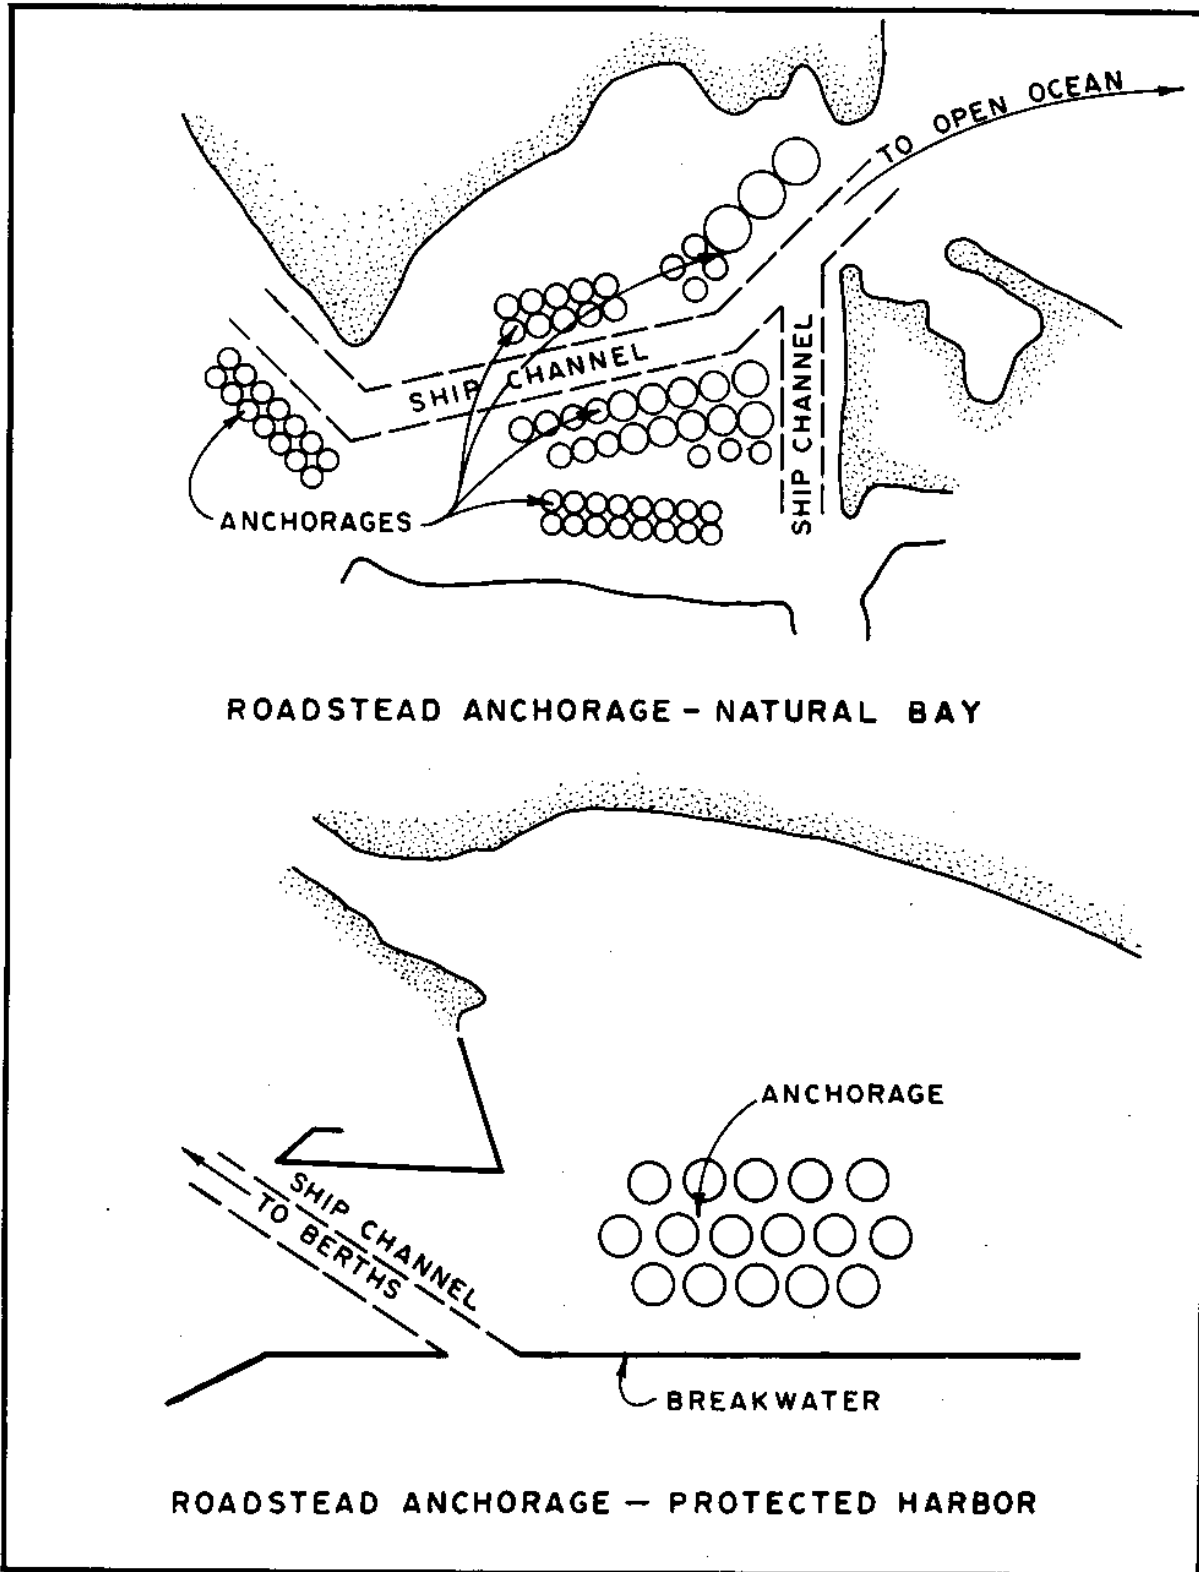 TO OPEN OCEAN
SHIP CHANNEL
SHIP CHANNEL
ANCHORAGES
ROADSTEAD ANCHORAGE - NATURAL BAY
ANCHORAGE
SHIP CHANNEL
TO BERTHS
BREAKWATER
ROADSTEAD ANCHORAGE - PROTECTED HARBOR